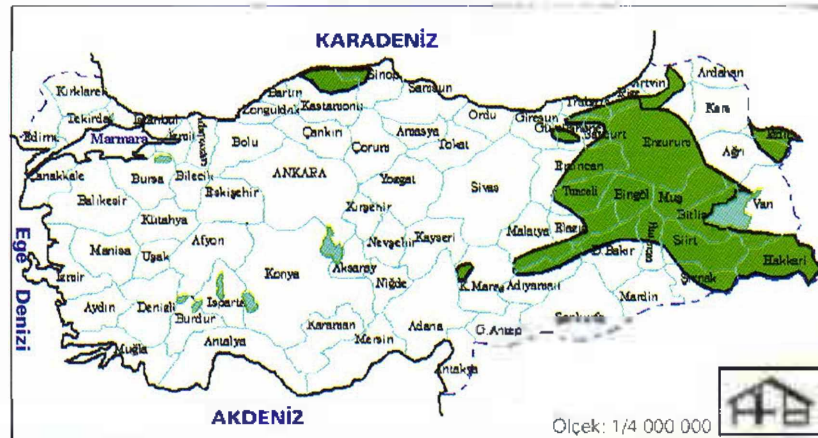 KARADENİZ
Sinop
Artvin
Ardahan
Kırklareli
Bartın
Samsun
Rize
Zonguldak
Kastamonu
Ordu
Giresun
Trabzon
Kars
Tekirdağ
İstanbul
İzmit
Edirne
Marmara
Bolu
Çankırı
Çorum
Amasya
Tokat
Gümüşhane
Bayburt
Erzurum
Ağrı
Çanakkale
Bursa
Bilecik
ANKARA
Yozgat
Sivas
Erzincan
Balıkesir
Eskişehir
Tunceli
Bingöl
Muş
Kütahya
Kırşehir
Bitlis
Van
Manisa
Uşak
Afyon
Nevşehir
Kayseri
Malatya
Elazığ
Siirt
Ege Denizi
İzmir
Konya
Aksaray
D.Bakır
Hakkari
Aydın
Denizli
Isparta
Niğde
K.Maraş
Adıyaman
Mardin
Şırnak
Burdur
Karaman
Adana
G.Antep
Muğla
Antalya
Mersin
Antakya
AKDENİZ
Ölçek: 1/4 000 000